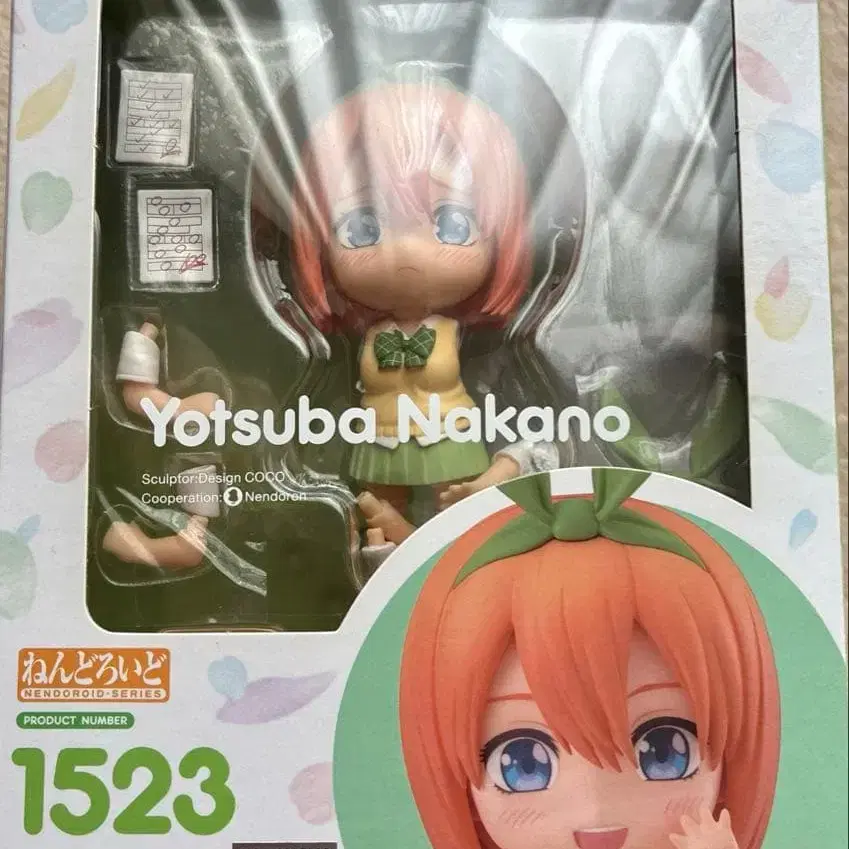 Yotsuba Nakano
Sculptor:Design COCO
Cooperation: Nendoron
ねんどろいど
NENDOROID·SERIES
PRODUCT NUMBER
1523